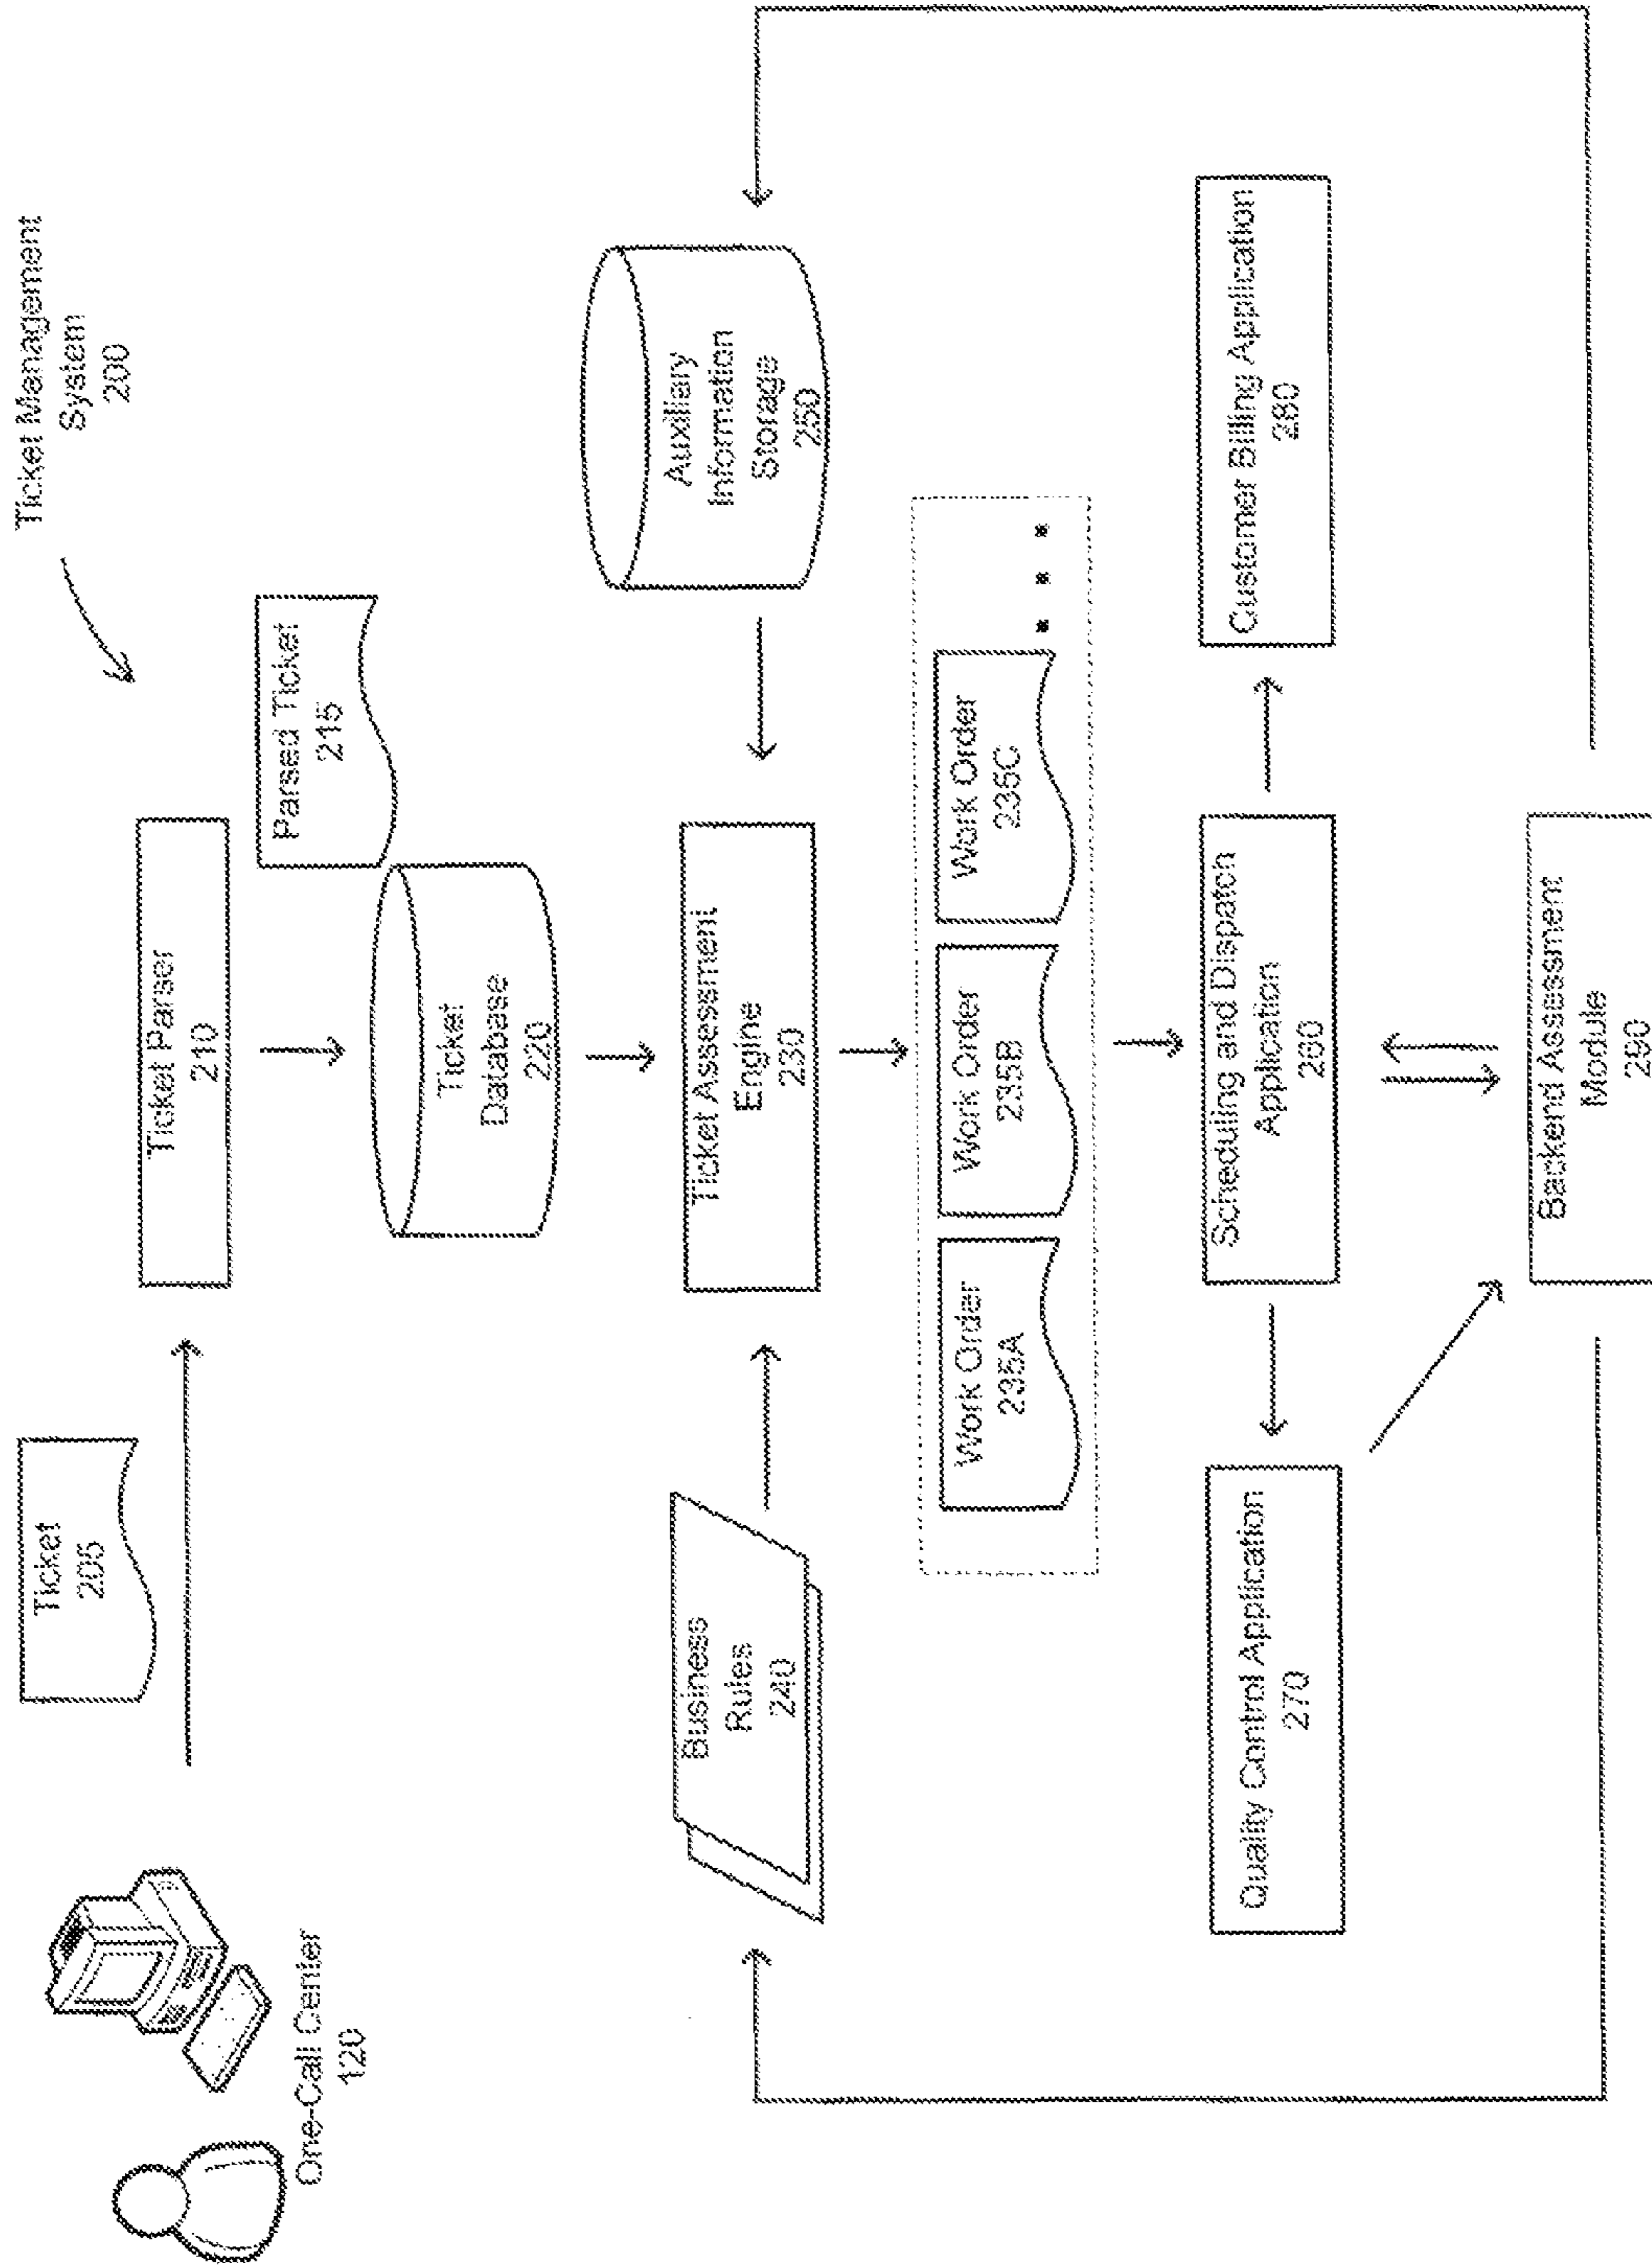 Ticket Management
System
200
Ticket
205
One-Call Center
120
Ticket Parser
210
Parsed Ticket
215
Ticket
Database
220
Business
Rules
240
Ticket Assessment
Engine
230
Auxiliary
Information
Storage
250
Work Order
235A
Work Order
235B
Work Order
235C
Quality Control Application
270
Scheduling and Dispatch
Application
260
Customer Billing Application
280
Backend Assessment
Module
290